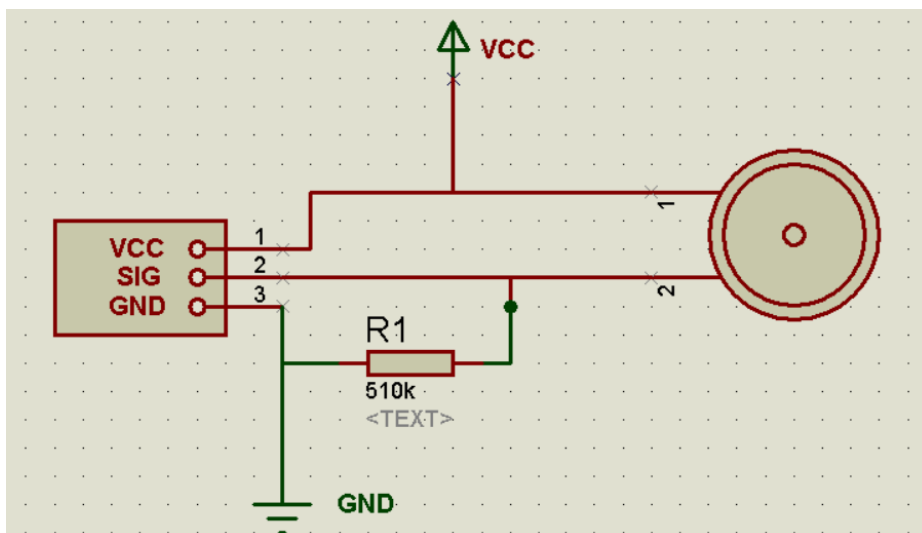 VCC
VCC 1
SIG 2
GND 3
1
2
R1
510k
<TEXT>
GND